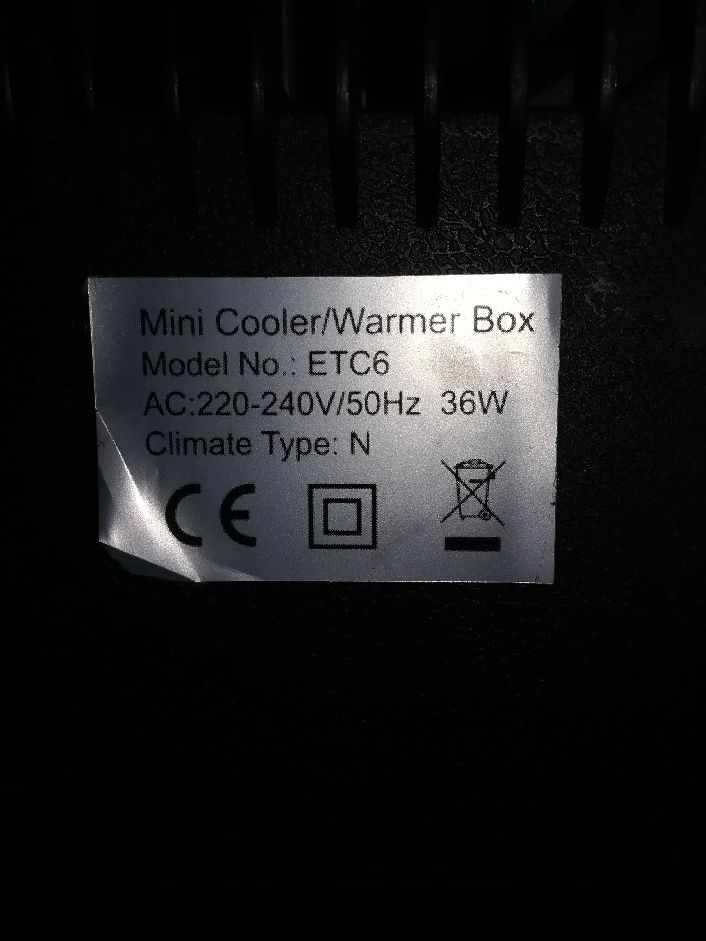 Mini Cooler/Warmer Box
Model No.: ETC6
AC:220-240V/50Hz 36W
Climate Type: N
CE